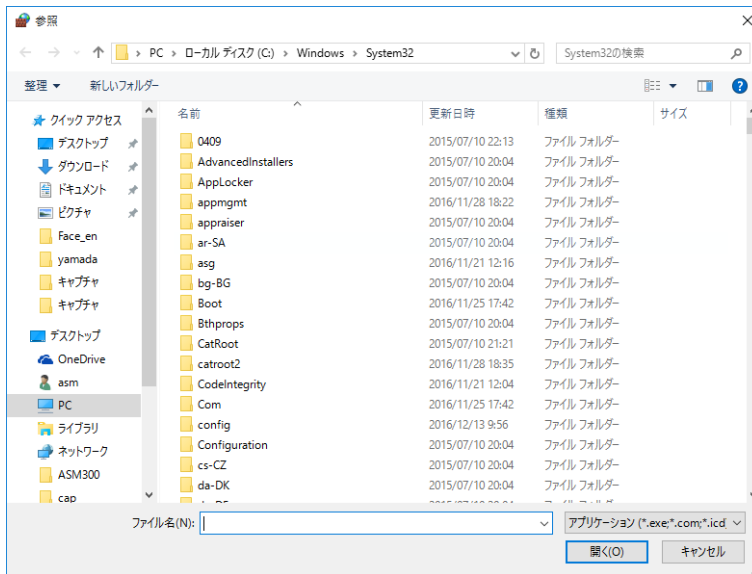 参照
PC › ローカル ディスク (C:) › Windows › System32
System32の検索
整理
新しいフォルダー
クイック アクセス
デスクトップ
ダウンロード
ドキュメント
ピクチャ
Face_en
yamada
キャプチャ
キャプチャ
デスクトップ
OneDrive
asm
PC
ライブラリ
ネットワーク
ASM300
cap
名前 更新日時 種類 サイズ
0409 2015/07/10 22:13 ファイル フォルダー
AdvancedInstallers 2015/07/10 20:04 ファイル フォルダー
AppLocker 2015/07/10 20:04 ファイル フォルダー
appmgmt 2016/11/28 18:22 ファイル フォルダー
appraiser 2015/07/10 20:04 ファイル フォルダー
ar-SA 2015/07/10 20:04 ファイル フォルダー
asg 2016/11/21 12:16 ファイル フォルダー
bg-BG 2015/07/10 20:04 ファイル フォルダー
Boot 2016/11/25 17:42 ファイル フォルダー
Bthprops 2015/07/10 20:04 ファイル フォルダー
CatRoot 2015/07/10 21:21 ファイル フォルダー
catroot2 2016/11/28 18:35 ファイル フォルダー
CodeIntegrity 2016/11/21 12:04 ファイル フォルダー
Com 2016/11/25 17:42 ファイル フォルダー
config 2016/12/13 9:56 ファイル フォルダー
Configuration 2015/07/10 20:04 ファイル フォルダー
cs-CZ 2015/07/10 20:04 ファイル フォルダー
da-DK 2015/07/10 20:04 ファイル フォルダー
ファイル名(N):
アプリケーション (*.exe;*.com;*.icd
開く(O)
キャンセル